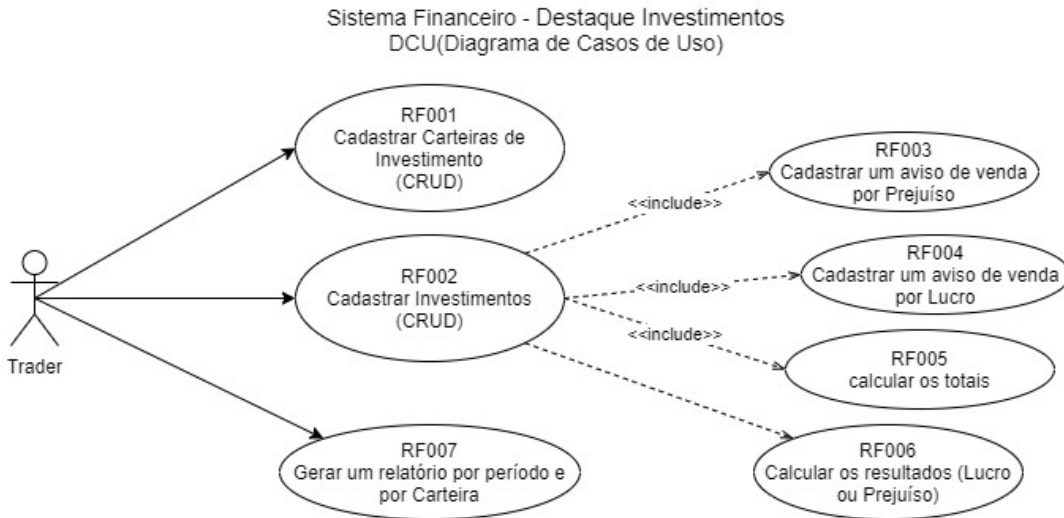 Sistema Financeiro - Destaque Investimentos
DCU(Diagrama de Casos de Uso)
RF001
Cadastrar Carteiras de
Investimento
(CRUD)
RF003
Cadastrar um aviso de venda
por Prejuíso
<<include>>
RF002
Cadastrar Investimentos
(CRUD)
RF004
Cadastrar um aviso de venda
por Lucro
<<include>>
<<include>>
Trader
RF005
calcular os totais
RF007
Gerar um relatório por período e
por Carteira
RF006
Calcular os resultados (Lucro
ou Prejuíso)